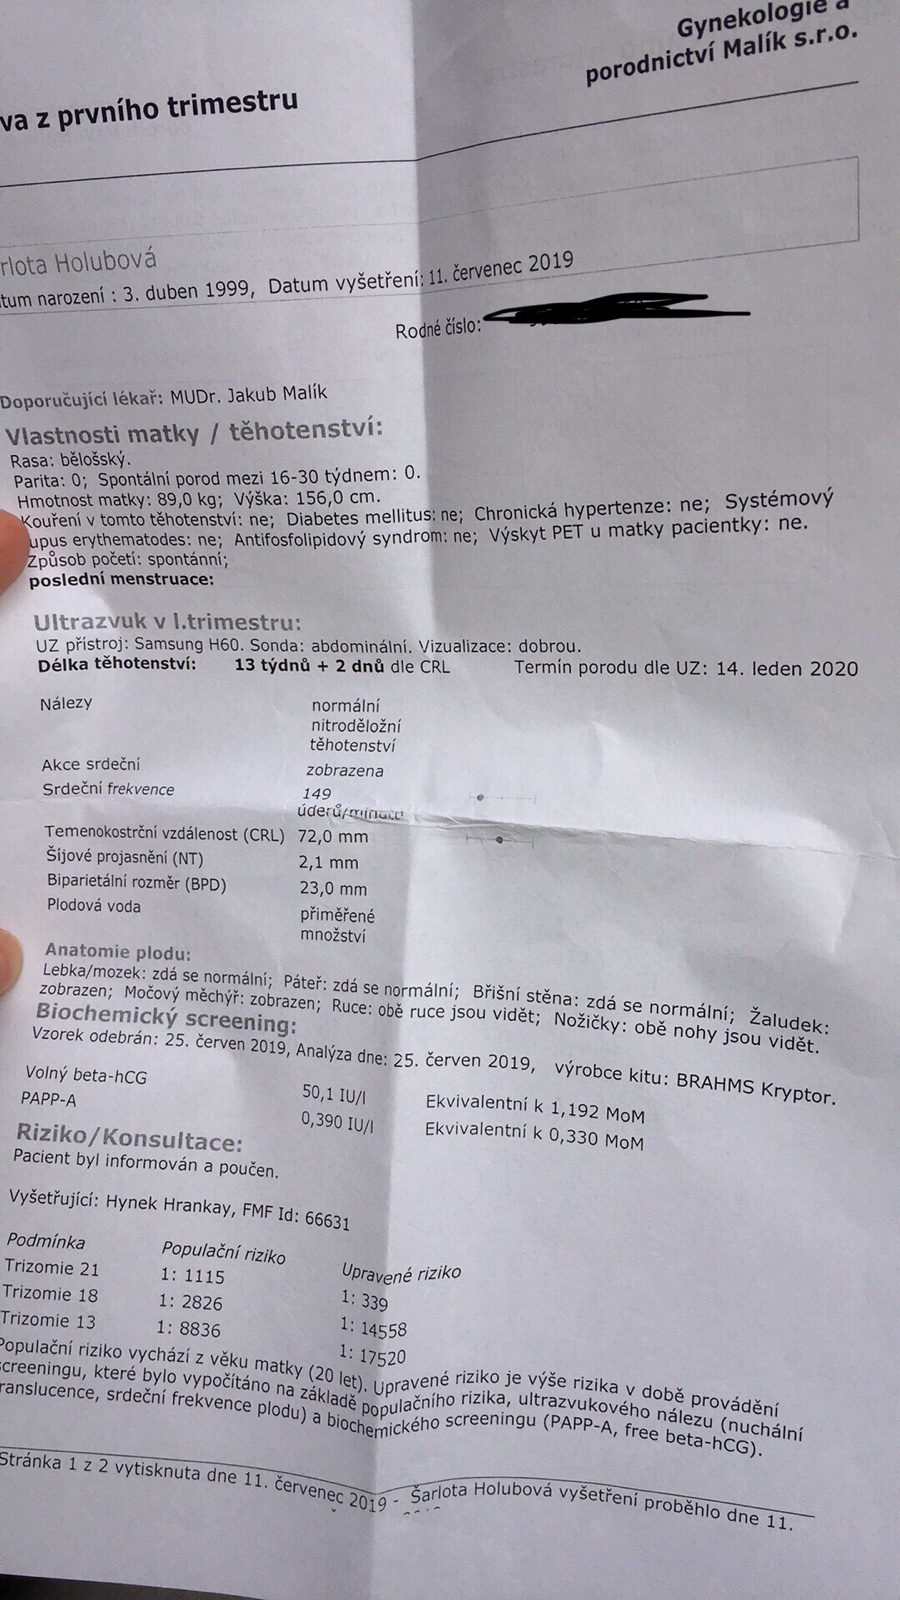 Gynekologie a
porodnictví Malík s.r.o.
va z prvního trimestru
rlota Holubová
tum narození : 3. duben 1999, Datum vyšetření: 11. červenec 2019
Rodné číslo:
Doporučující lékař: MUDr. Jakub Malík
Vlastnosti matky / těhotenství:
Rasa: bělošský.
Parita: 0; Spontální porod mezi 16-30 týdnem: 0.
Hmotnost matky: 89,0 kg; Výška: 156,0 cm.
Kouření v tomto těhotenství: ne; Diabetes mellitus: ne; Chronická hypertenze: ne; Systémový
upus erythematodes: ne; Antifosfolipidový syndrom: ne; Výskyt PET u matky pacientky: ne.
Způsob početí: spontánní;
poslední menstruace:
Ultrazvuk v I.trimestru:
UZ přístroj: Samsung H60. Sonda: abdominální. Vizualizace: dobrou.
Délka těhotenství: 13 týdnů + 2 dnů dle CRL Termín porodu dle UZ: 14. leden 2020
Nálezy normální
nitroděložní
těhotenství
Akce srdeční zobrazena
Srdeční frekvence 149
úderů/minutu
Temenokostrční vzdálenost (CRL) 72,0 mm
Šíjové projasnění (NT) 2,1 mm
Biparietální rozměr (BPD) 23,0 mm
Plodová voda přiměřené
množství
Anatomie plodu:
Lebka/mozek: zdá se normální; Páteř: zdá se normální; Břišní stěna: zdá se normální; Žaludek:
zobrazen; Močový měchýř: zobrazen; Ruce: obě ruce jsou vidět; Nožičky: obě nohy jsou vidět.
Biochemický screening:
Vzorek odebrán: 25. červen 2019, Analýza dne: 25. červen 2019, výrobce kitu: BRAHMS Kryptor.
Volný beta-hCG 50,1 IU/l Ekvivalentní k 1,192 MoM
PAPP-A 0,390 IU/l Ekvivalentní k 0,330 MoM
Riziko/Konsultace:
Pacient byl informován a poučen.
Vyšetřující: Hynek Hrankay, FMF Id: 66631
Podmínka Populační riziko Upravené riziko
Trizomie 21 1: 1115 1: 339
Trizomie 18 1: 2826 1: 14558
Trizomie 13 1: 8836 1: 17520
Populační riziko vychází z věku matky (20 let). Upravené riziko je výše rizika v době provádění
screeningu, které bylo vypočítáno na základě populačního rizika, ultrazvukového nálezu (nuchální
ranslucence, srdeční frekvence plodu) a biochemického screeningu (PAPP-A, free beta-hCG).
Stránka 1 z 2 vytisknuta dne 11. červenec 2019 - Šarlota Holubová vyšetření proběhlo dne 11.